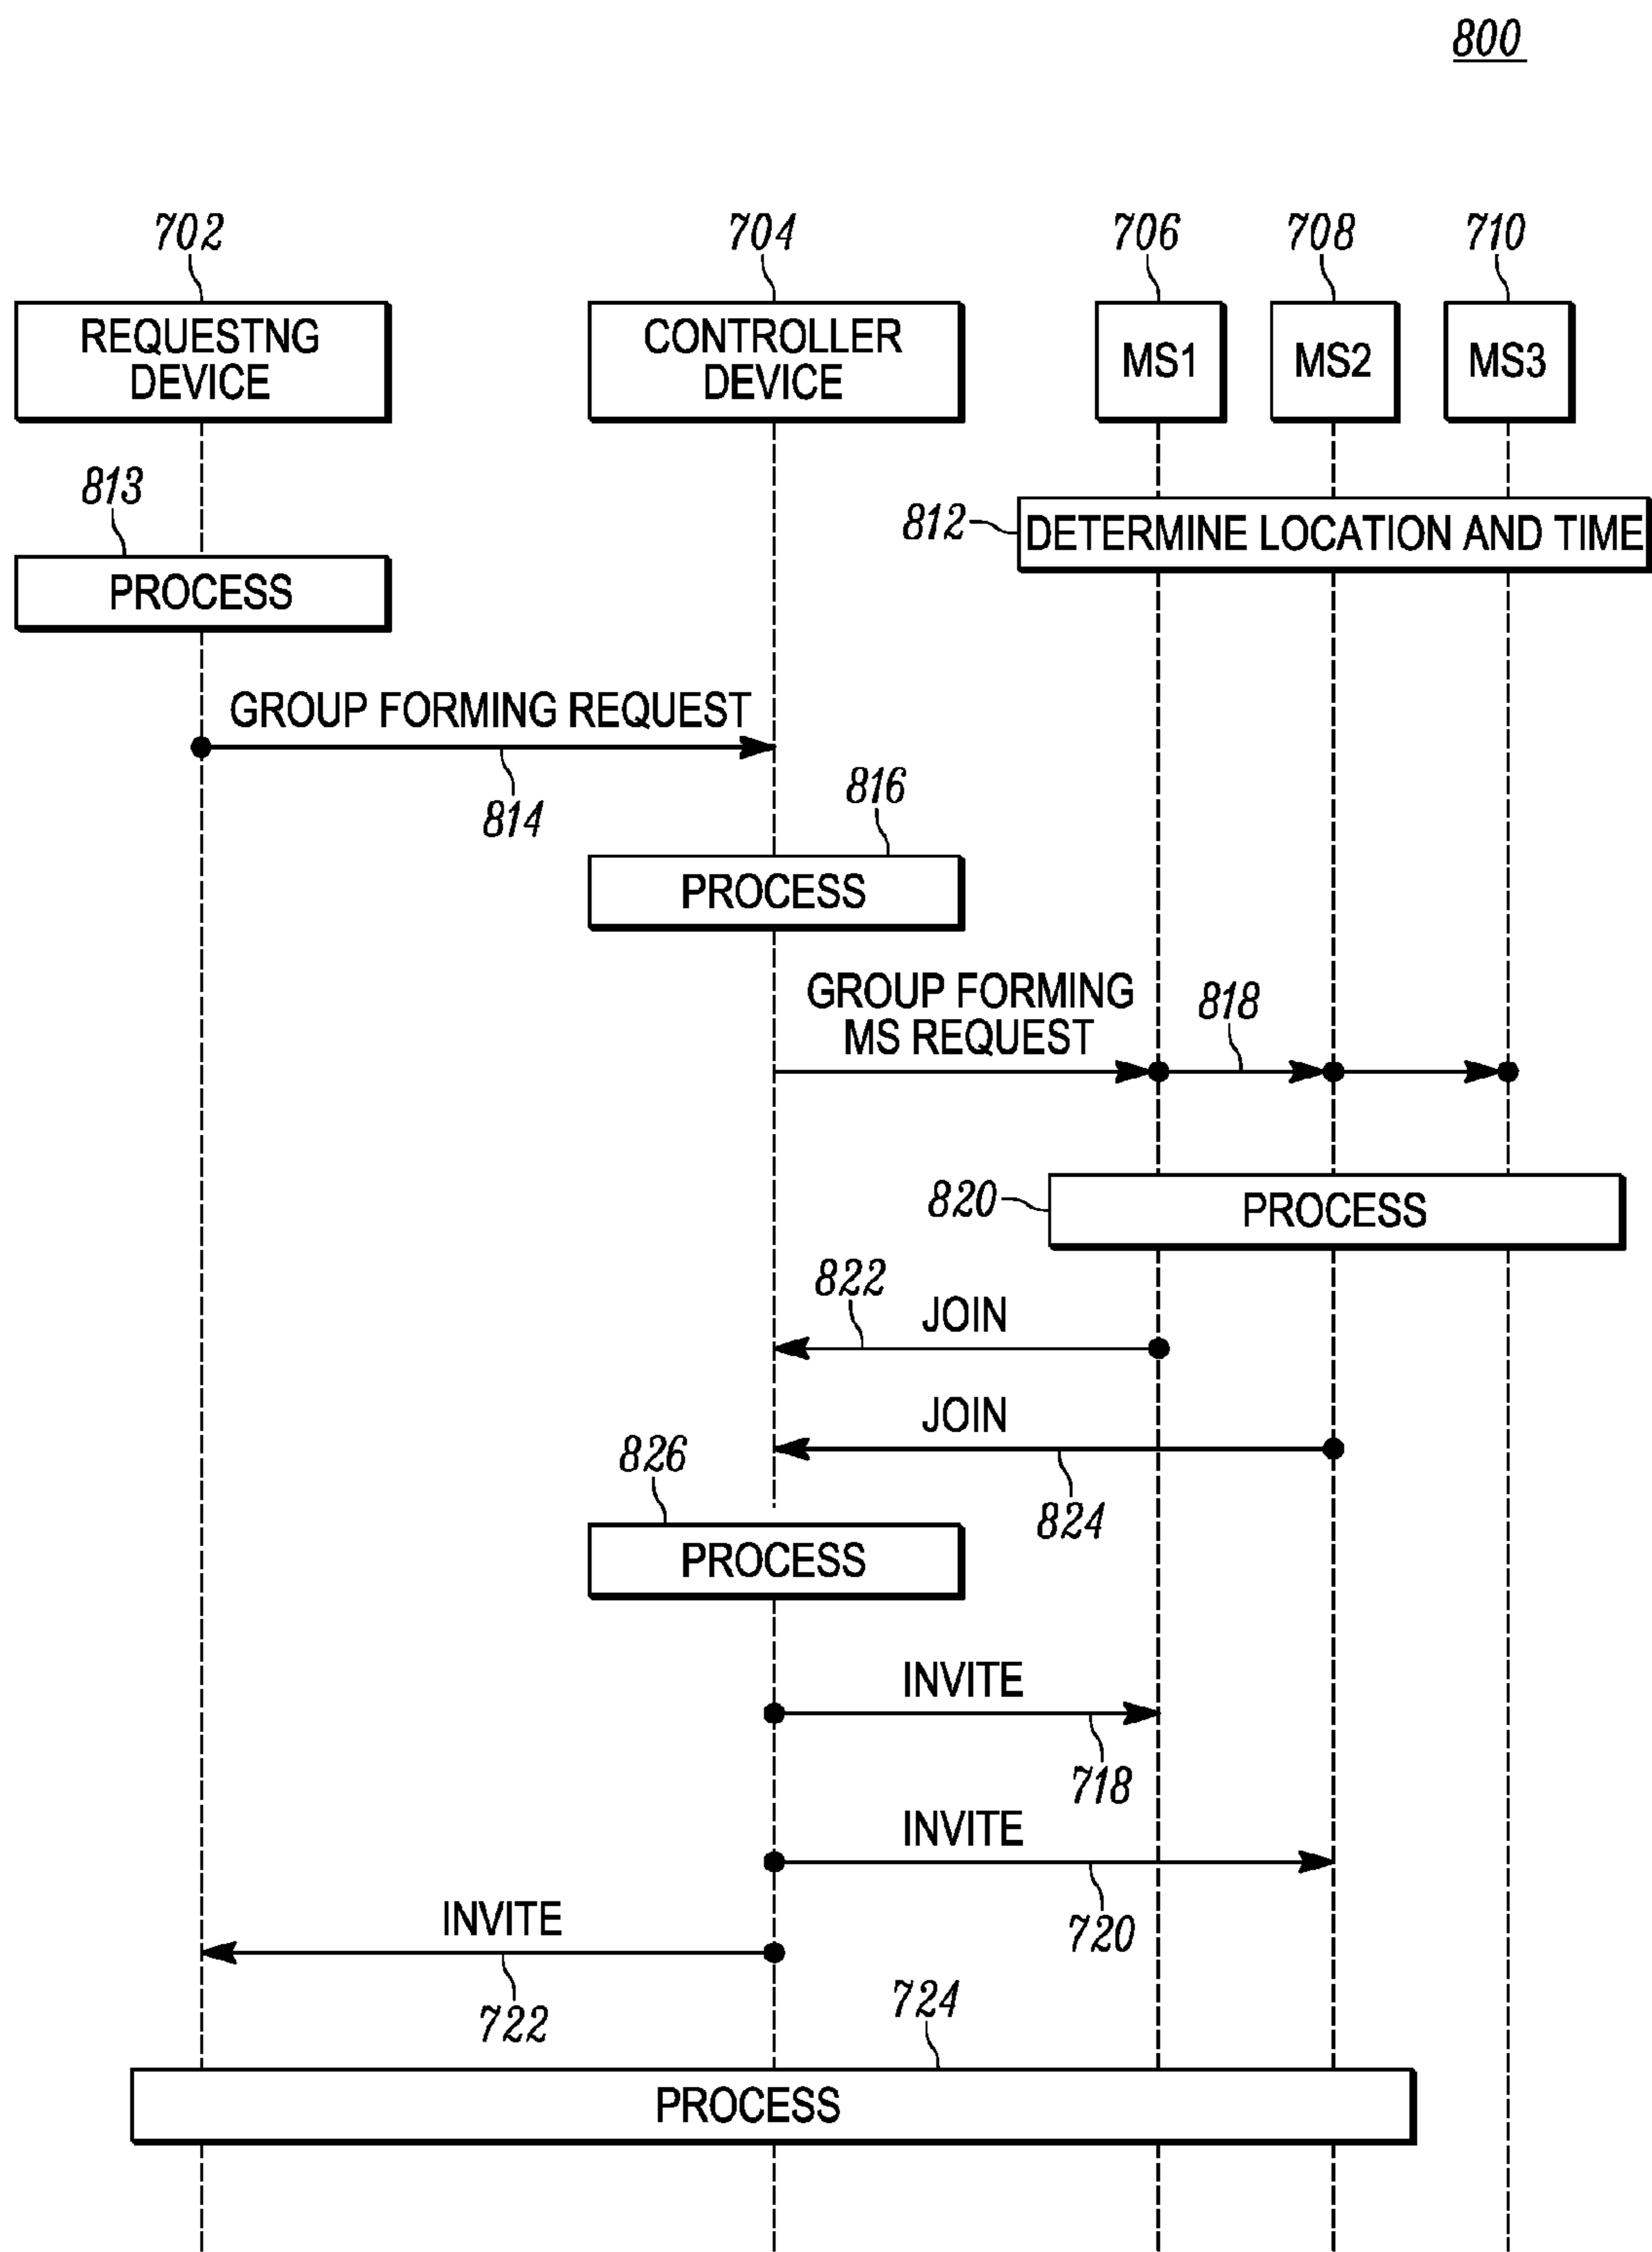 800
702
704
706
708
710
REQUESTNG
DEVICE
CONTROLLER
DEVICE
MS1
MS2
MS3
813
812
DETERMINE LOCATION AND TIME
PROCESS
GROUP FORMING REQUEST
814
816
PROCESS
GROUP FORMING
MS REQUEST
818
820
PROCESS
822
JOIN
JOIN
824
826
PROCESS
INVITE
718
INVITE
720
INVITE
722
724
PROCESS